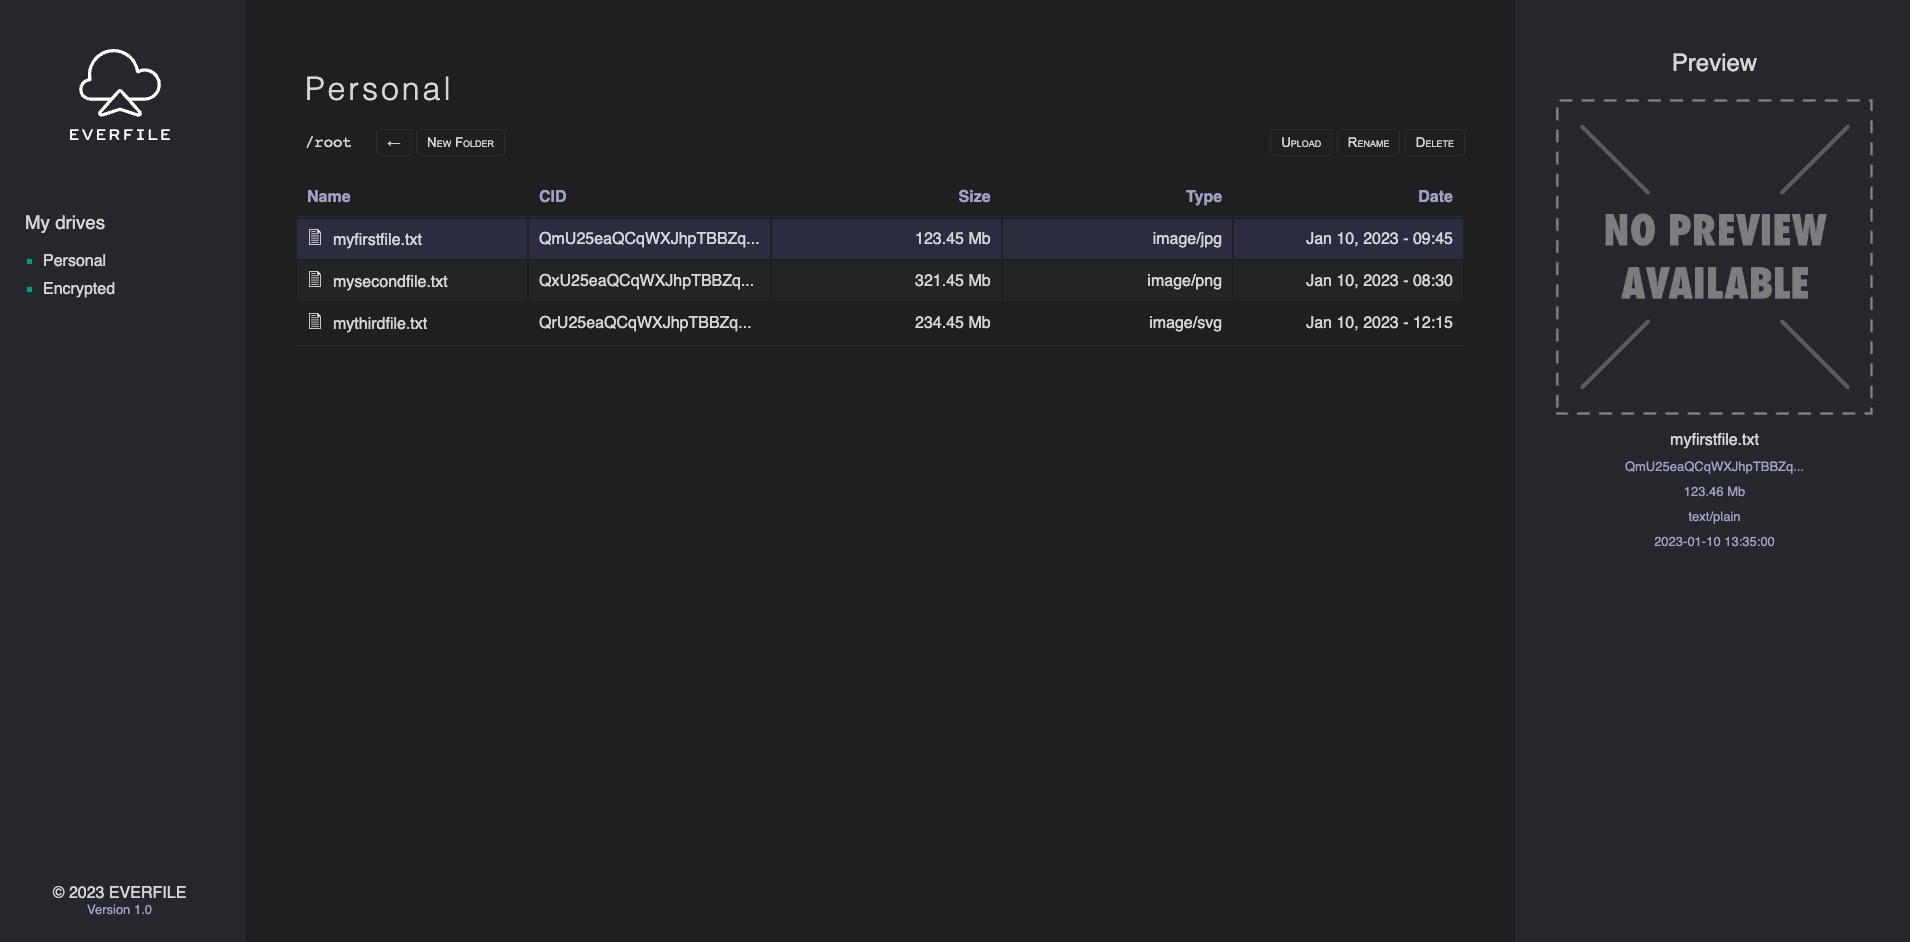 EVERFILE
My drives
Personal
Encrypted
© 2023 EVERFILE
Version 1.0
Personal
/root ← New Folder Upload Rename Delete
Name CID Size Type Date
myfirstfile.txt QmU25eaQCqWXJhpTBBZq... 123.45 Mb image/jpg Jan 10, 2023 - 09:45
mysecondfile.txt QxU25eaQCqWXJhpTBBZq... 321.45 Mb image/png Jan 10, 2023 - 08:30
mythirdfile.txt QrU25eaQCqWXJhpTBBZq... 234.45 Mb image/svg Jan 10, 2023 - 12:15
Preview
NO PREVIEW
AVAILABLE
myfirstfile.txt
QmU25eaQCqWXJhpTBBZq...
123.46 Mb
text/plain
2023-01-10 13:35:00